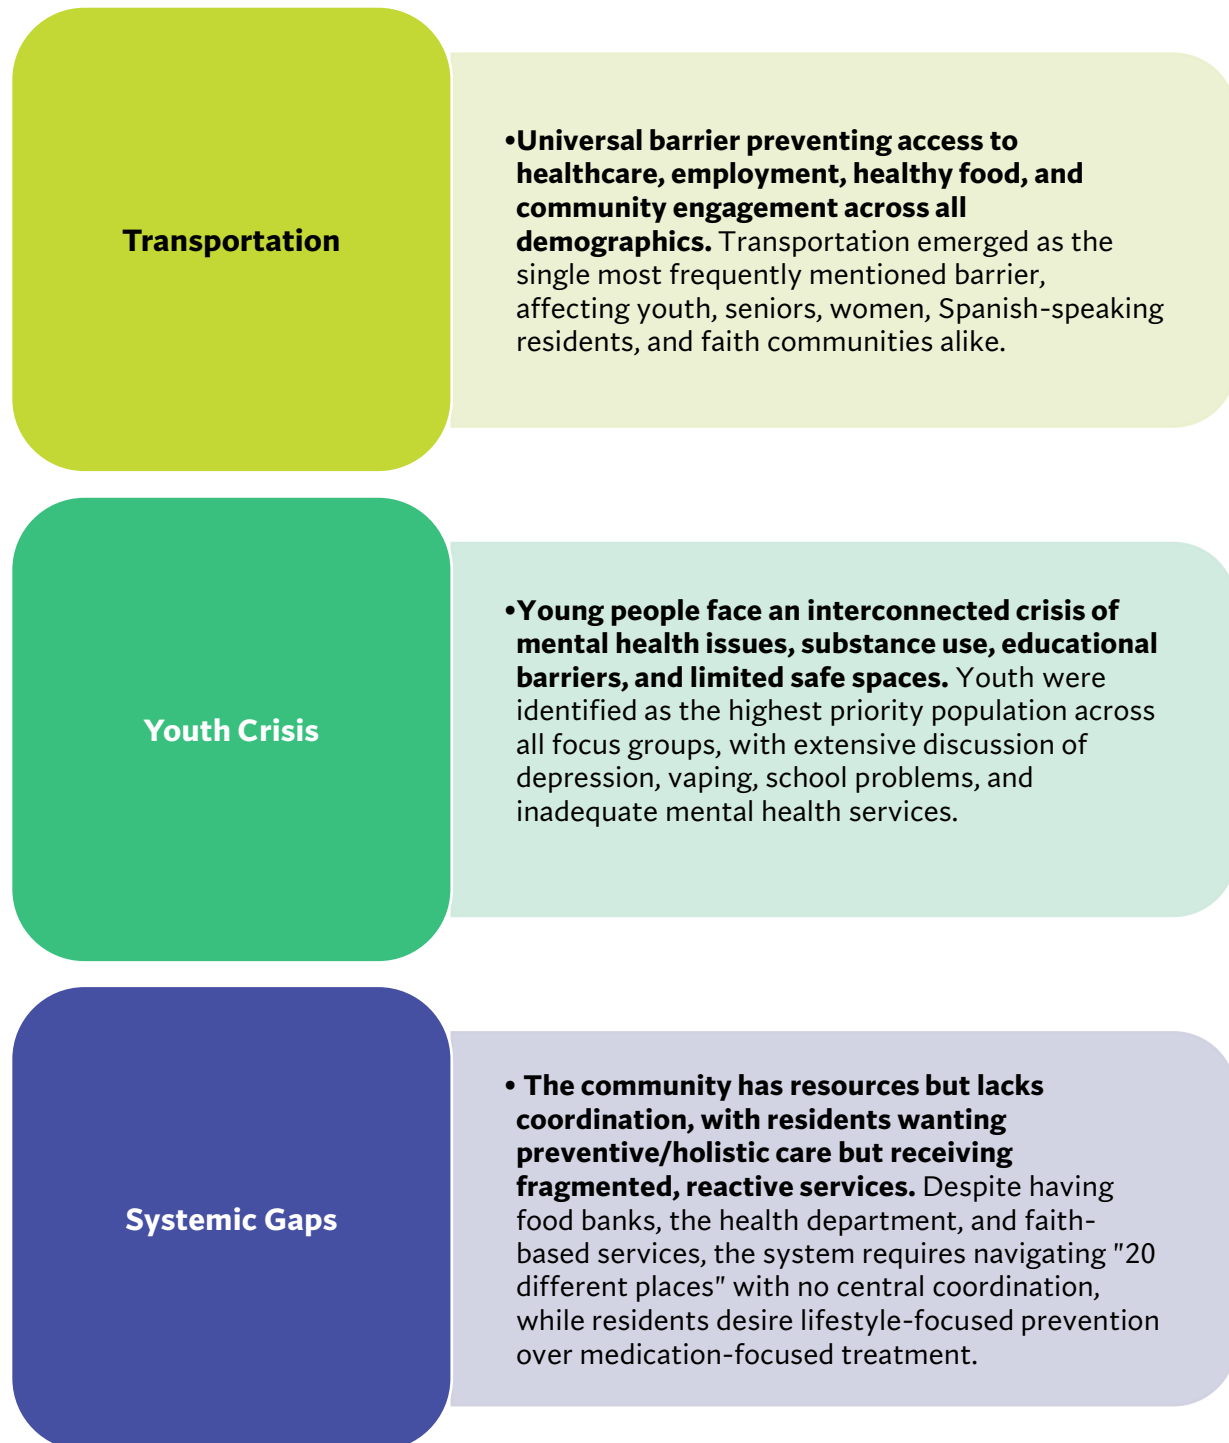 Transportation
•Universal barrier preventing access to
healthcare, employment, healthy food, and
community engagement across all
demographics. Transportation emerged as the
single most frequently mentioned barrier,
affecting youth, seniors, women, Spanish-speaking
residents, and faith communities alike.
Youth Crisis
•Young people face an interconnected crisis of
mental health issues, substance use, educational
barriers, and limited safe spaces. Youth were
identified as the highest priority population across
all focus groups, with extensive discussion of
depression, vaping, school problems, and
inadequate mental health services.
Systemic Gaps
• The community has resources but lacks
coordination, with residents wanting
preventive/holistic care but receiving
fragmented, reactive services. Despite having
food banks, the health department, and faith-
based services, the system requires navigating "20
different places" with no central coordination,
while residents desire lifestyle-focused prevention
over medication-focused treatment.